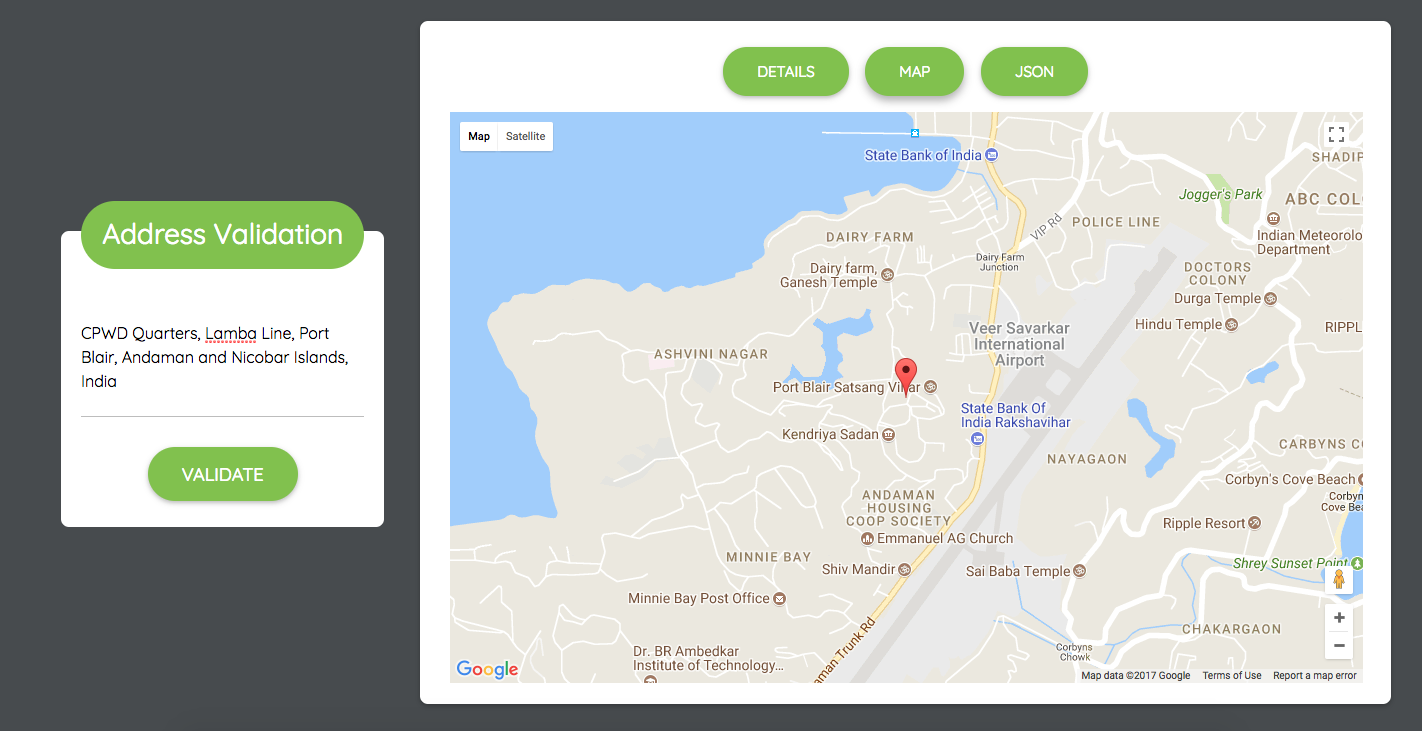 Address Validation
CPWD Quarters, Lamba Line, Port
Blair, Andaman and Nicobar Islands,
India
VALIDATE
DETAILS
MAP
JSON
Map
Satellite
State Bank of India
SHADIP
Jogger's Park
ABC COL
VIP Rd
POLICE LINE
Indian Meteorolo
Department
DAIRY FARM
Dairy Farm
Junction
Dairy farm,
Ganesh Temple
DOCTORS
COLONY
Durga Temple
Hindu Temple
RIPPL
Veer Savarkar
International
Airport
ASHVINI NAGAR
Port Blair Satsang Vihar
State Bank Of
India Rakshavihar
Kendriya Sadan
CARBYNS C
NAYAGAON
Corbyn's Cove Beach
Corbyn
Cove Bea
ANDAMAN
HOUSING
COOP SOCIETY
Ripple Resort
Emmanuel AG Church
MINNIE BAY
Shiv Mandir
Sai Baba Temple
Shrey Sunset Point
Minnie Bay Post Office
CHAKARGAON
Dr. BR Ambedkar
Institute of Technology...
aman Trunk Rd
Corbyns
Chowk
Google
Map data ©2017 Google
Terms of Use
Report a map error